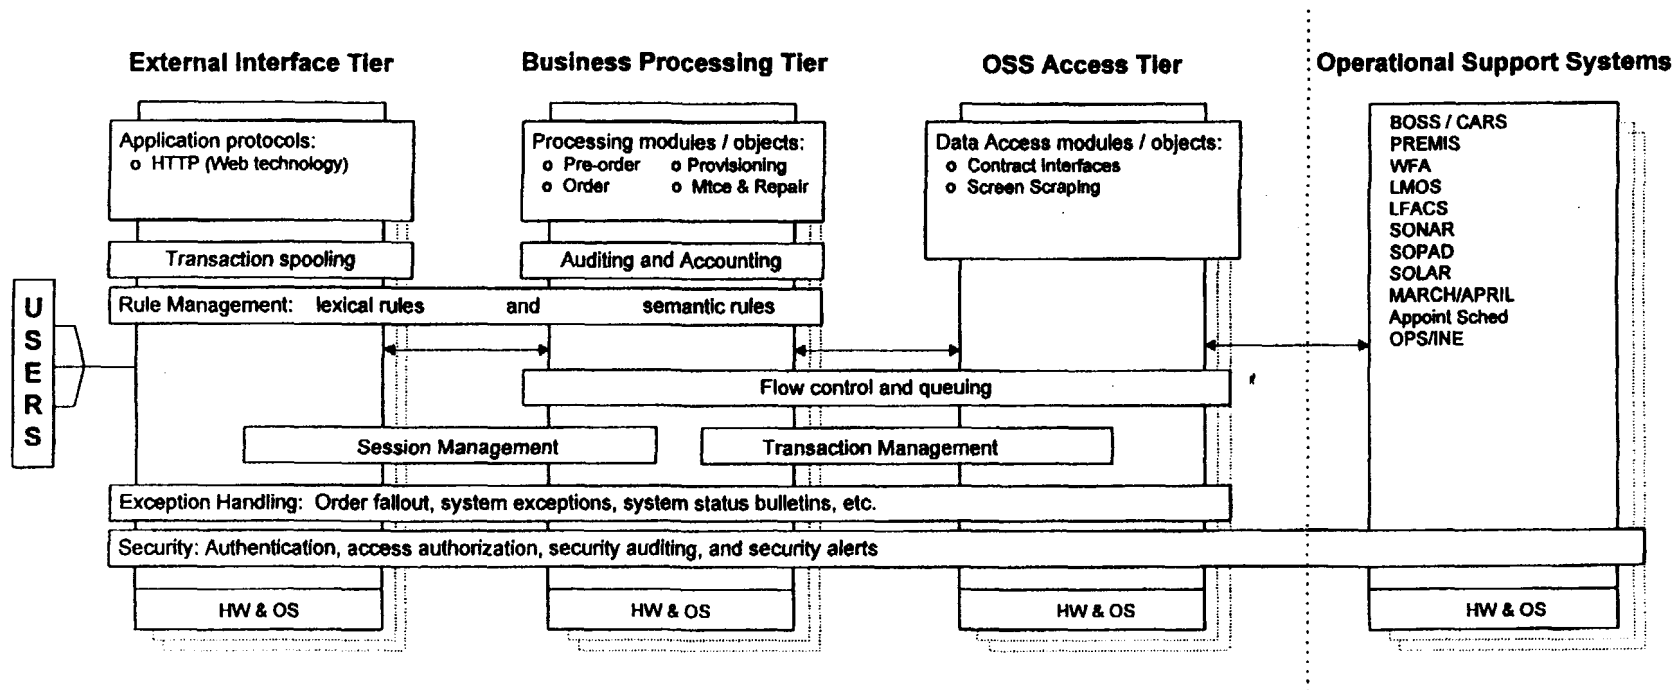 External Interface Tier
Business Processing Tier
OSS Access Tier
Operational Support Systems
Application protocols:
o HTTP (Web technology)
Processing modules / objects:
o Pre-order o Provisioning
o Order o Mtce & Repair
Data Access modules / objects:
o Contract interfaces
o Screen Scraping
BOSS / CARS
PREMIS
WFA
LMOS
LFACS
SONAR
SOPAD
SOLAR
MARCH/APRIL
Appoint Sched
OPS/INE
Transaction spooling
Auditing and Accounting
Rule Management: lexical rules and semantic rules
USERS
Flow control and queuing
Session Management
Transaction Management
Exception Handling: Order fallout, system exceptions, system status bulletins, etc.
Security: Authentication, access authorization, security auditing, and security alerts
HW & OS
HW & OS
HW & OS
HW & OS